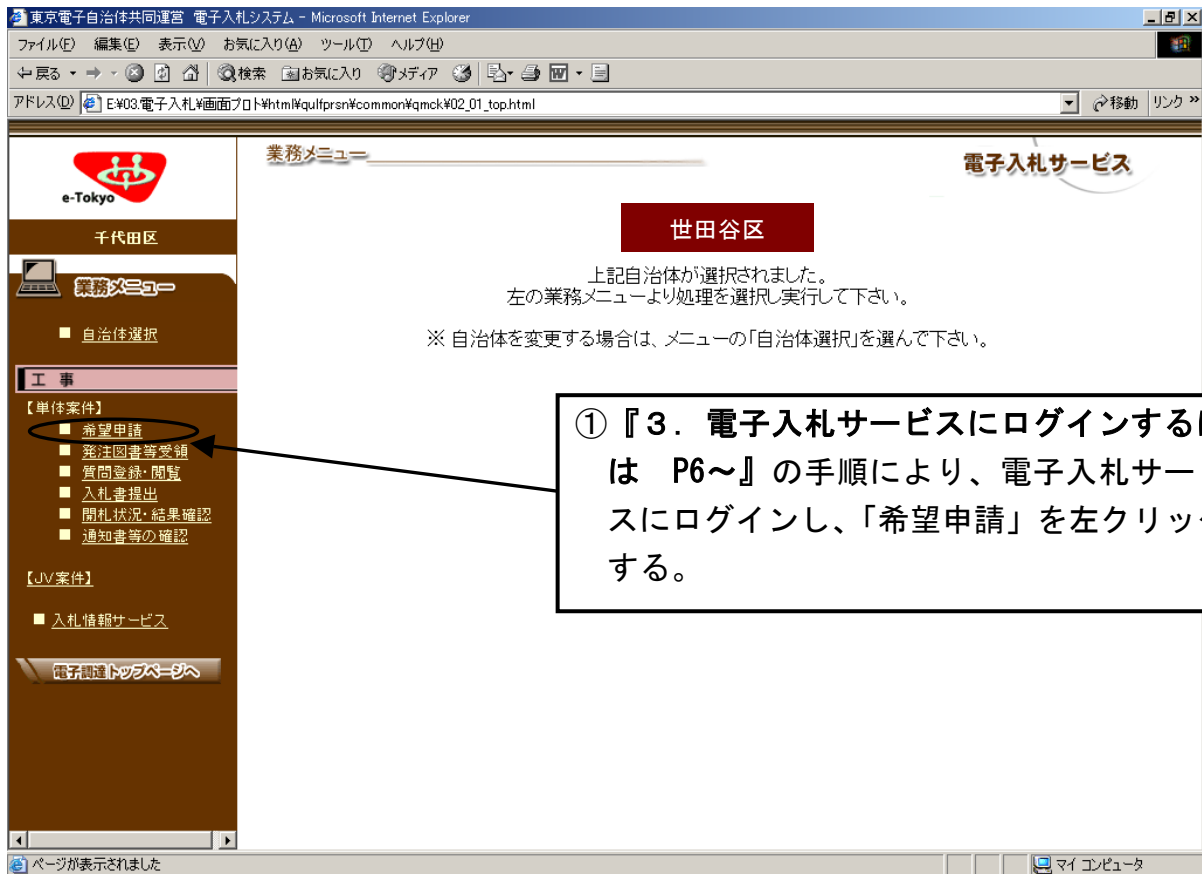 東京電子自治体共同運営 電子入札システム - Microsoft Internet Explorer
ファイル(F) 編集(E) 表示(V) お気に入り(A) ツール(T) ヘルプ(H)
戻る 検索 お気に入り メディア
アドレス(D) E:¥03.電子入札¥画面プロト¥html¥qulfprsn¥common¥qmck¥02_01_top.html 移動 リンク »
e-Tokyo
業務メニュー
電子入札サービス
千代田区
世田谷区
業務メニュー
上記自治体が選択されました。
左の業務メニューより処理を選択し実行して下さい。
■ 自治体選択
※ 自治体を変更する場合は、メニューの「自治体選択」を選んで下さい。
工 事
【単体案件】
■ 希望申請
■ 発注図書等受領
■ 質問登録・閲覧
■ 入札書提出
■ 開札状況・結果確認
■ 通知書等の確認
【JV案件】
■ 入札情報サービス
電子調達トップページへ
①『3. 電子入札サービスにログインする
は P6～』の手順により、電子入札サー
スにログインし、「希望申請」を左クリッ
する。
ページが表示されました
マイ コンピュータ